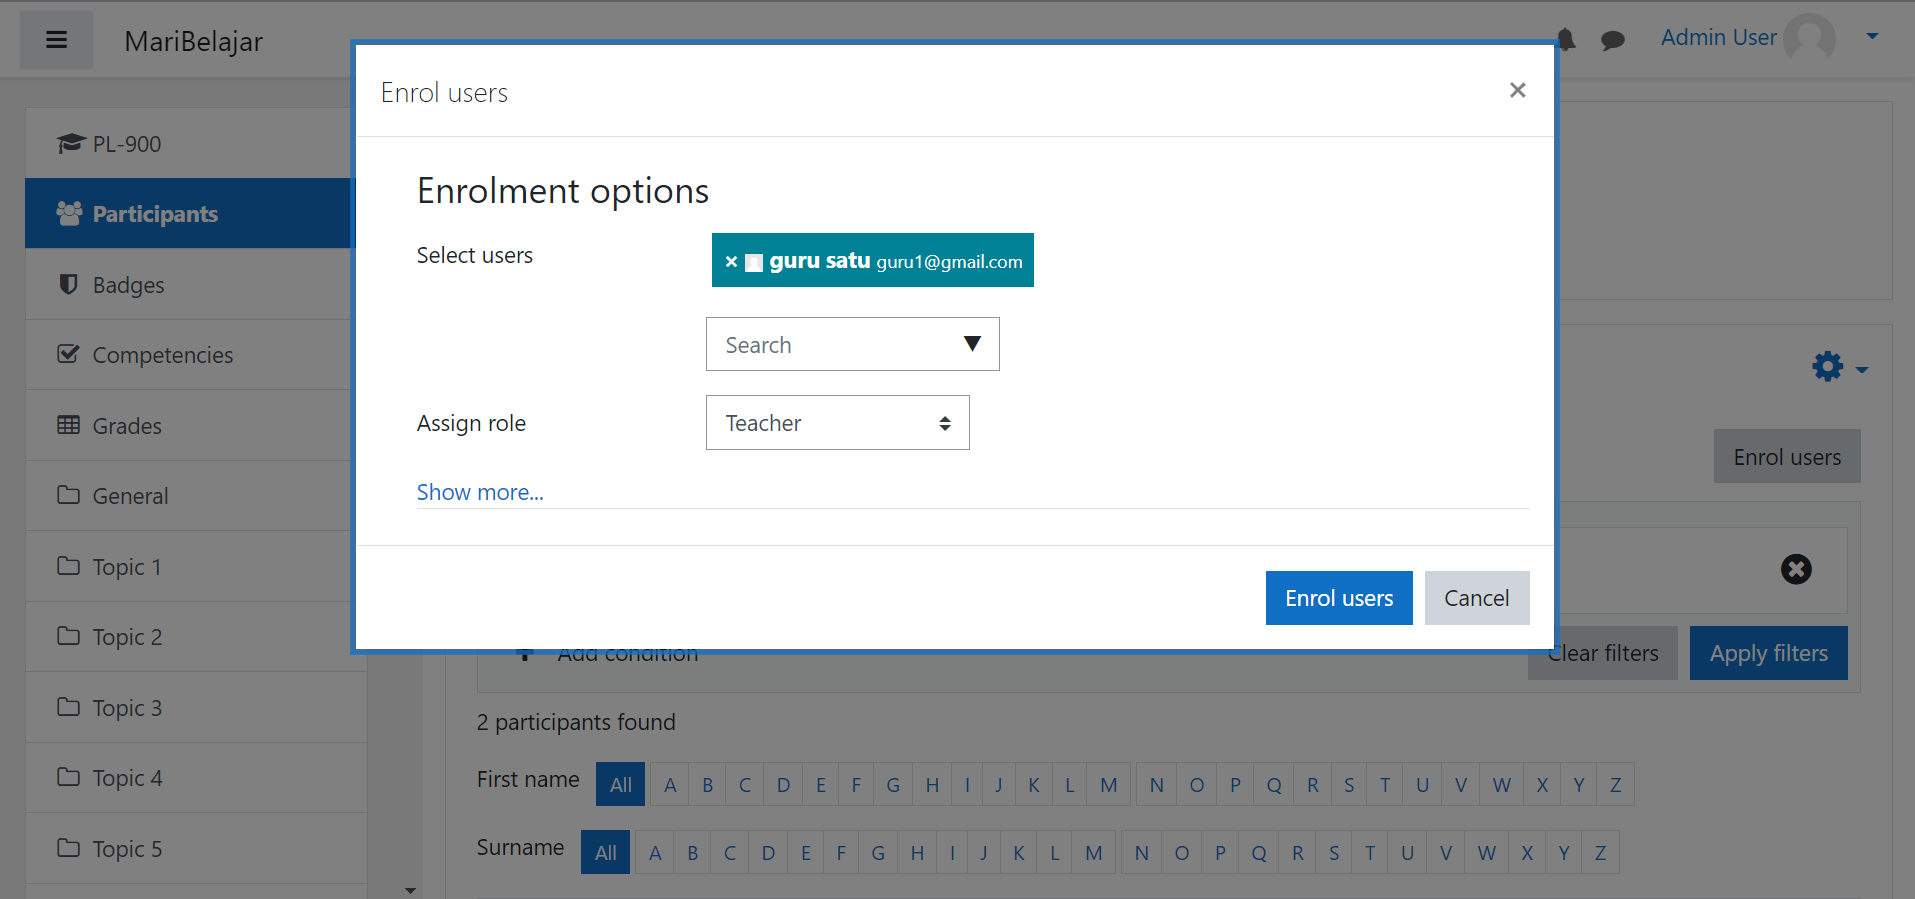 MariBelajar
Admin User
Enrol users
×
PL-900
Participants
Badges
Competencies
Grades
General
Topic 1
Topic 2
Topic 3
Topic 4
Topic 5
Enrolment options
Select users
× guru satu guru1@gmail.com
Search
Assign role
Teacher
Show more...
Enrol users
Cancel
Enrol users
Add condition
Clear filters
Apply filters
2 participants found
First name All A B C D E F G H I J K L M N O P Q R S T U V W X Y Z
Surname All A B C D E F G H I J K L M N O P Q R S T U V W X Y Z